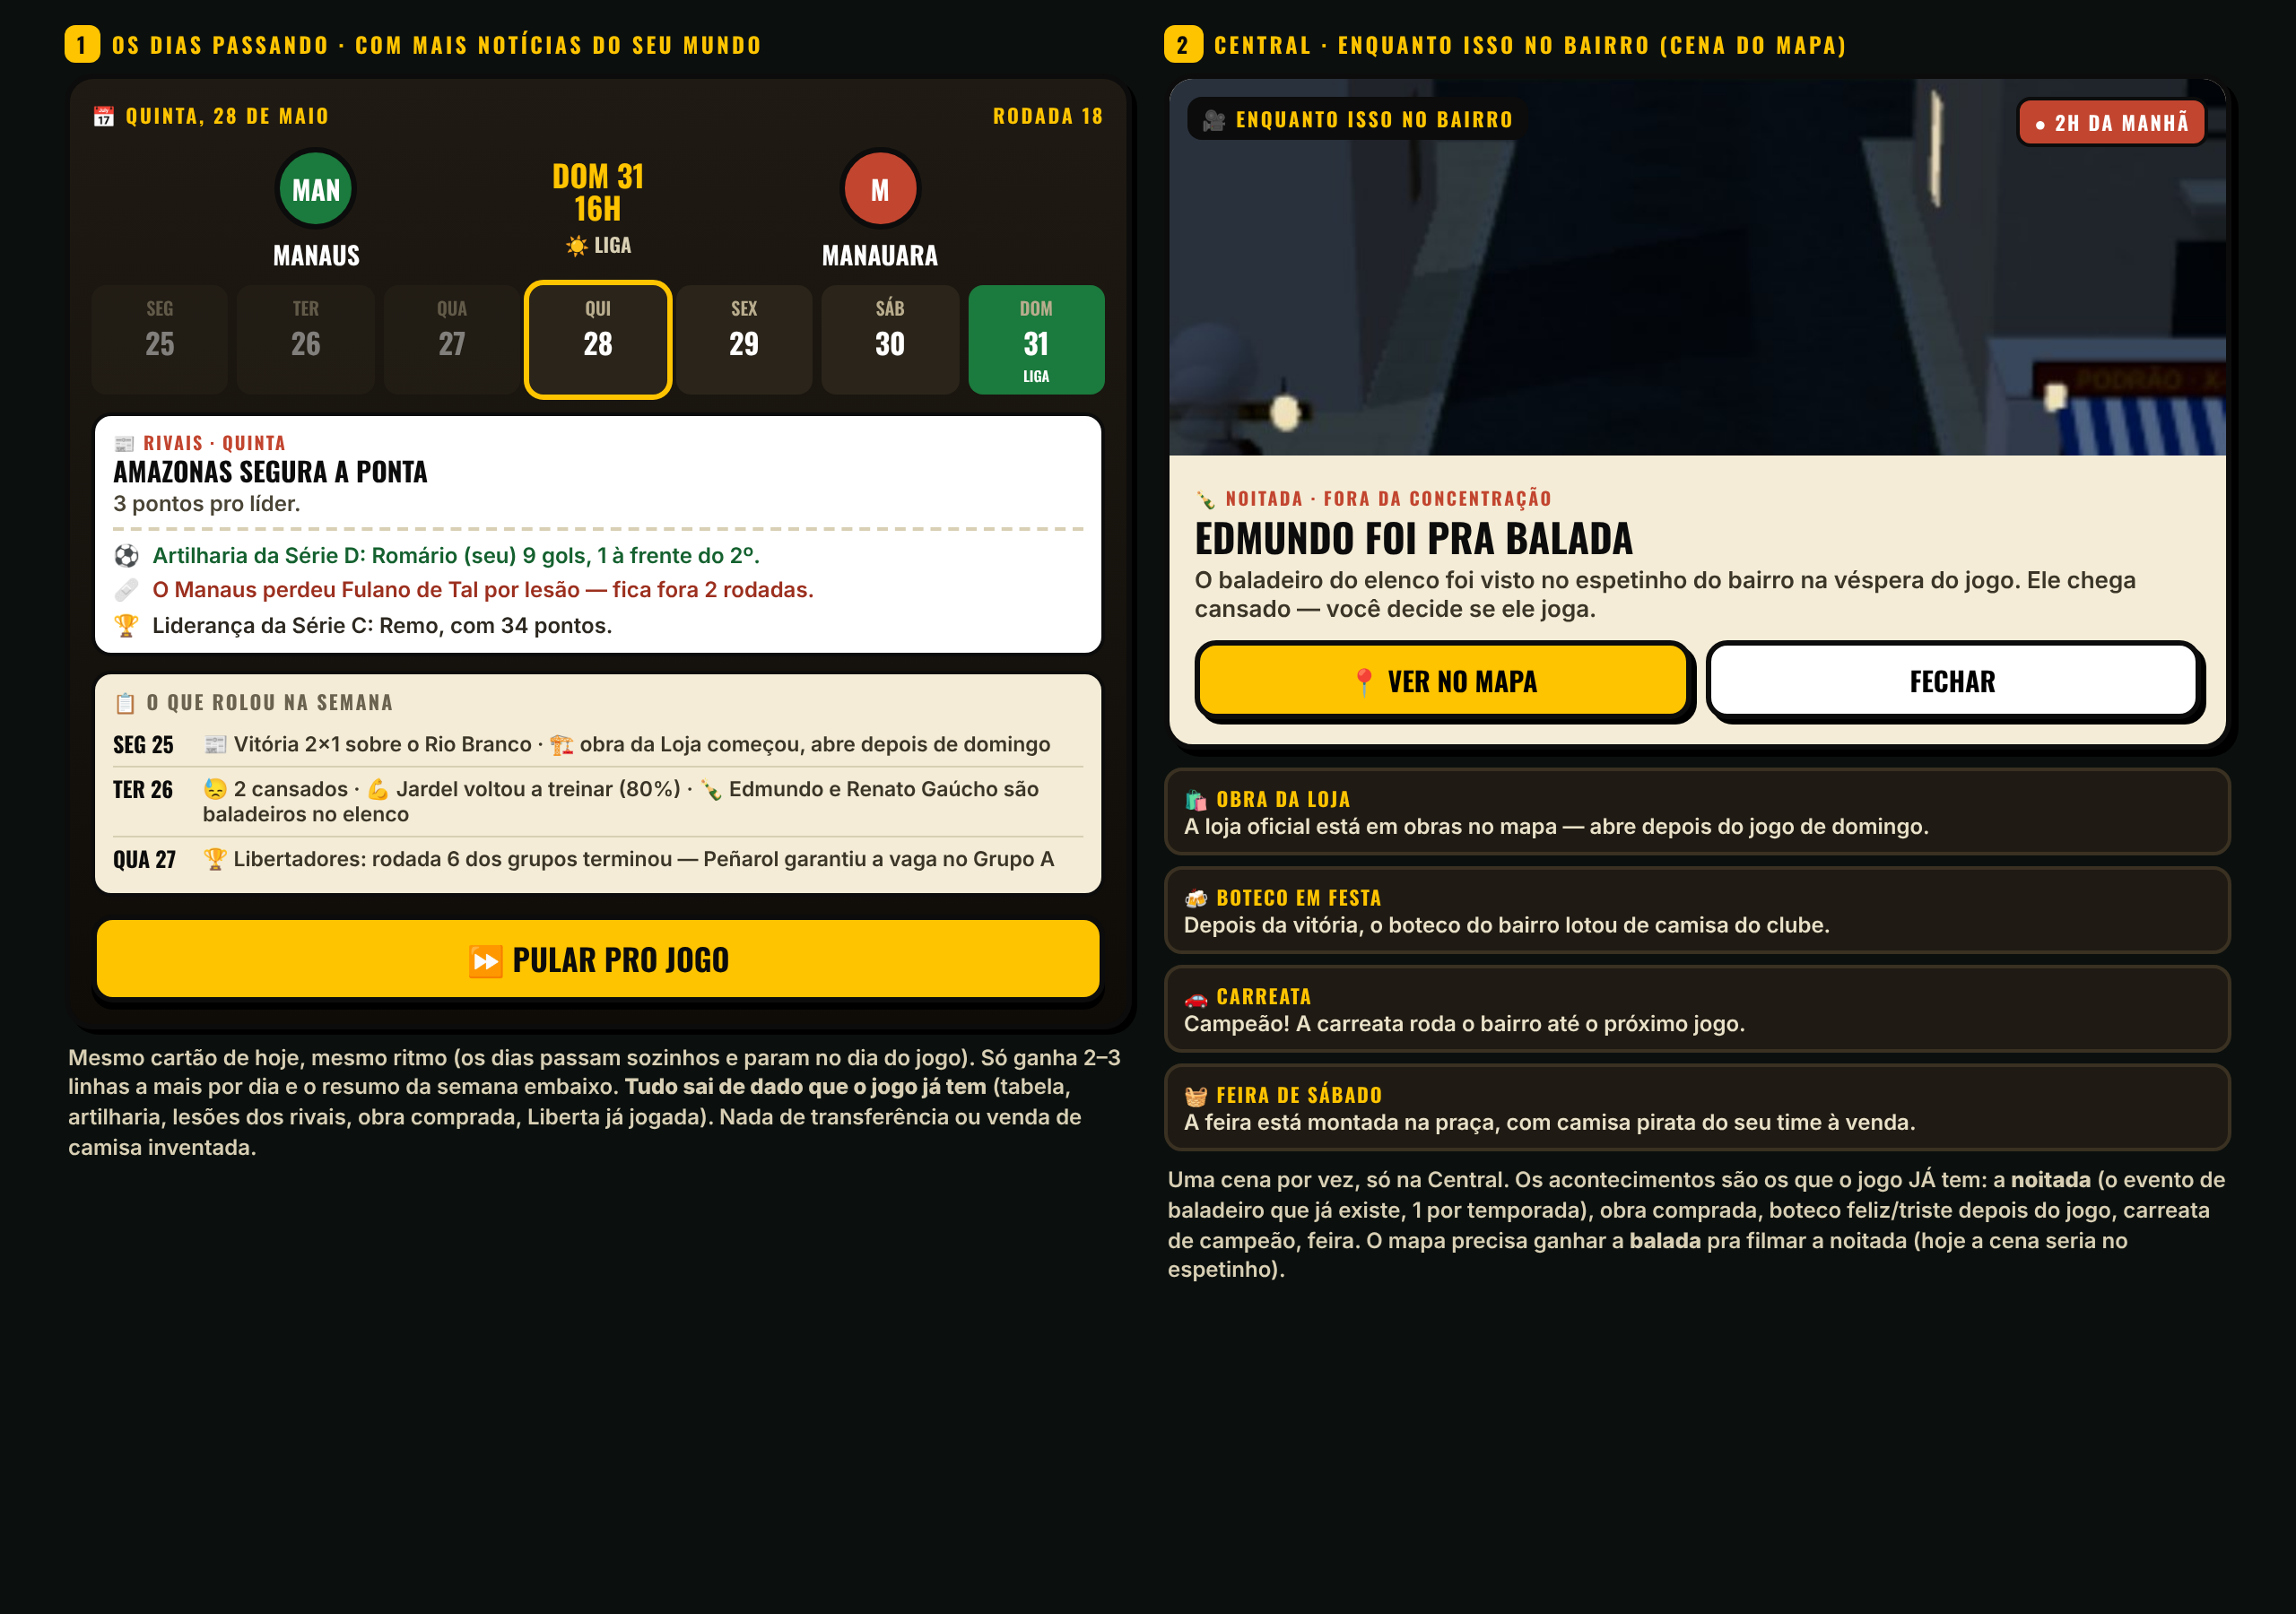 1 OS DIAS PASSANDO · COM MAIS NOTÍCIAS DO SEU MUNDO
📅 QUINTA, 28 DE MAIO
RODADA 18
MAN
MANAUS
DOM 31
16H
☀️ LIGA
M
MANAUARA
SEG
25
TER
26
QUA
27
QUI
28
SEX
29
SÁB
30
DOM
31
LIGA
📰 RIVAIS · QUINTA
AMAZONAS SEGURA A PONTA
3 pontos pro líder.
⚽ Artilharia da Série D: Romário (seu) 9 gols, 1 à frente do 2º.
🩹 O Manaus perdeu Fulano de Tal por lesão — fica fora 2 rodadas.
🏆 Liderança da Série C: Remo, com 34 pontos.
📋 O QUE ROLOU NA SEMANA
SEG 25 📰 Vitória 2×1 sobre o Rio Branco · 🏗️ obra da Loja começou, abre depois de domingo
TER 26 😓 2 cansados · 💪 Jardel voltou a treinar (80%) · 🍾 Edmundo e Renato Gaúcho são
baladeiros no elenco
QUA 27 🏆 Libertadores: rodada 6 dos grupos terminou — Peñarol garantiu a vaga no Grupo A
⏩ PULAR PRO JOGO
Mesmo cartão de hoje, mesmo ritmo (os dias passam sozinhos e param no dia do jogo). Só ganha 2–3
linhas a mais por dia e o resumo da semana embaixo. Tudo sai de dado que o jogo já tem (tabela,
artilharia, lesões dos rivais, obra comprada, Liberta já jogada). Nada de transferência ou venda de
camisa inventada.
2 CENTRAL · ENQUANTO ISSO NO BAIRRO (CENA DO MAPA)
🎥 ENQUANTO ISSO NO BAIRRO
● 2H DA MANHÃ
PADRÃO · X-
🍾 NOITADA · FORA DA CONCENTRAÇÃO
EDMUNDO FOI PRA BALADA
O baladeiro do elenco foi visto no espetinho do bairro na véspera do jogo. Ele chega
cansado — você decide se ele joga.
📍 VER NO MAPA
FECHAR
🛍️ OBRA DA LOJA
A loja oficial está em obras no mapa — abre depois do jogo de domingo.
🍻 BOTECO EM FESTA
Depois da vitória, o boteco do bairro lotou de camisa do clube.
🚗 CARREATA
Campeão! A carreata roda o bairro até o próximo jogo.
🧺 FEIRA DE SÁBADO
A feira está montada na praça, com camisa pirata do seu time à venda.
Uma cena por vez, só na Central. Os acontecimentos são os que o jogo JÁ tem: a noitada (o evento de
baladeiro que já existe, 1 por temporada), obra comprada, boteco feliz/triste depois do jogo, carreata
de campeão, feira. O mapa precisa ganhar a balada pra filmar a noitada (hoje a cena seria no
espetinho).